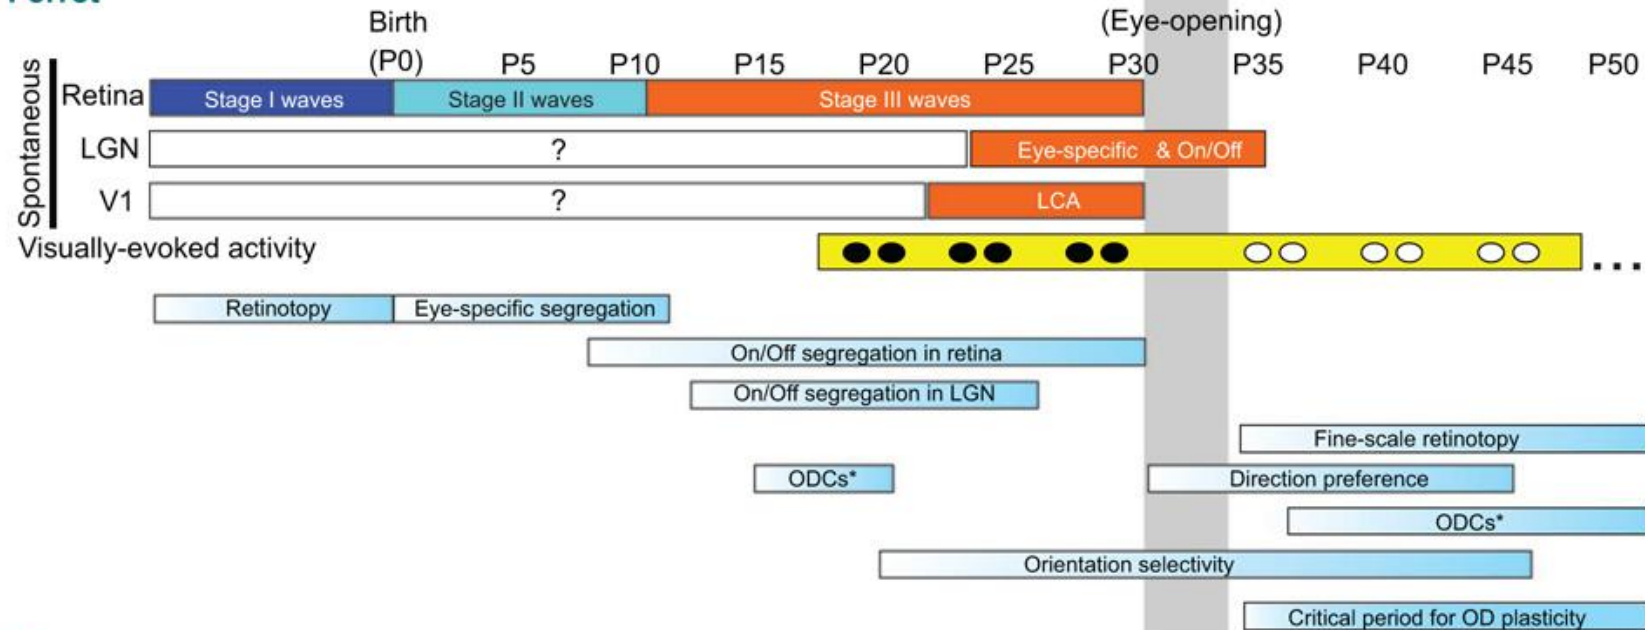 Birth (Eye-opening)
(P0) P5 P10 P15 P20 P25 P30 P35 P40 P45 P50
Spontaneous
Retina Stage I waves Stage II waves Stage III waves
LGN ? Eye-specific & On/Off
V1 ? LCA
Visually-evoked activity ...
Retinotopy Eye-specific segregation
On/Off segregation in retina
On/Off segregation in LGN
Fine-scale retinotopy
ODCs* Direction preference
ODCs*
Orientation selectivity
Critical period for OD plasticity